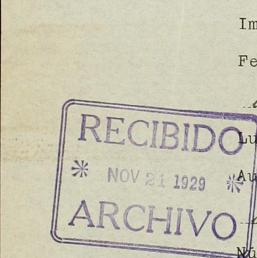 Im
Fe
RECIBIDO
Lu
* NOV 21 1929 *
Au
ARCHIVO
Nú